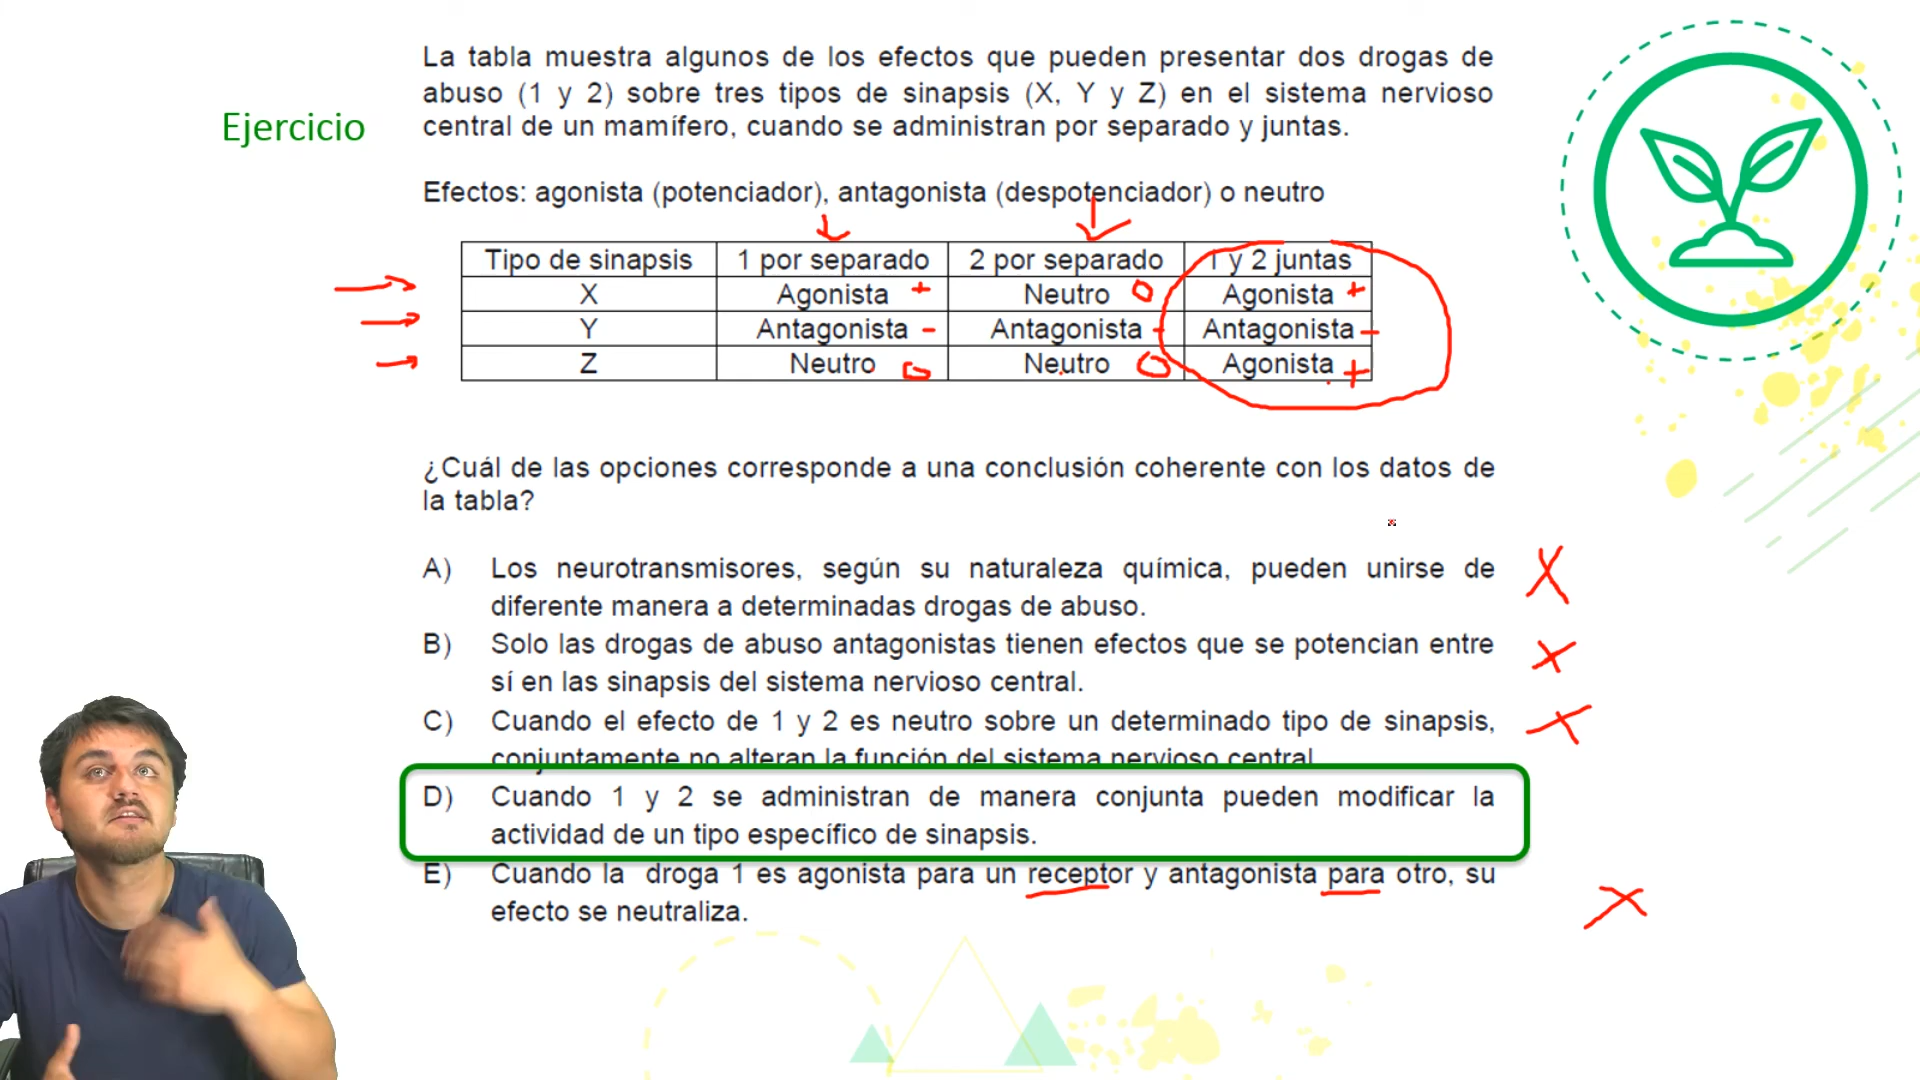 La tabla muestra algunos de los efectos que pueden presentar dos drogas de
abuso (1 y 2) sobre tres tipos de sinapsis (X, Y y Z) en el sistema nervioso
central de un mamífero, cuando se administran por separado y juntas.
Ejercicio
Efectos: agonista (potenciador), antagonista (despotenciador) o neutro
Tipo de sinapsis 1 por separado 2 por separado 1 y 2 juntas
X Agonista + Neutro O Agonista +
Y Antagonista - Antagonista - Antagonista -
Z Neutro O Neutro O Agonista +
¿Cuál de las opciones corresponde a una conclusión coherente con los datos de
la tabla?
A) Los neurotransmisores, según su naturaleza química, pueden unirse de
diferente manera a determinadas drogas de abuso.
B) Solo las drogas de abuso antagonistas tienen efectos que se potencian entre
sí en las sinapsis del sistema nervioso central.
C) Cuando el efecto de 1 y 2 es neutro sobre un determinado tipo de sinapsis,
conjuntamente no alteran la función del sistema nervioso central.
D) Cuando 1 y 2 se administran de manera conjunta pueden modificar la
actividad de un tipo específico de sinapsis.
E) Cuando la droga 1 es agonista para un receptor y antagonista para otro, su
efecto se neutraliza.